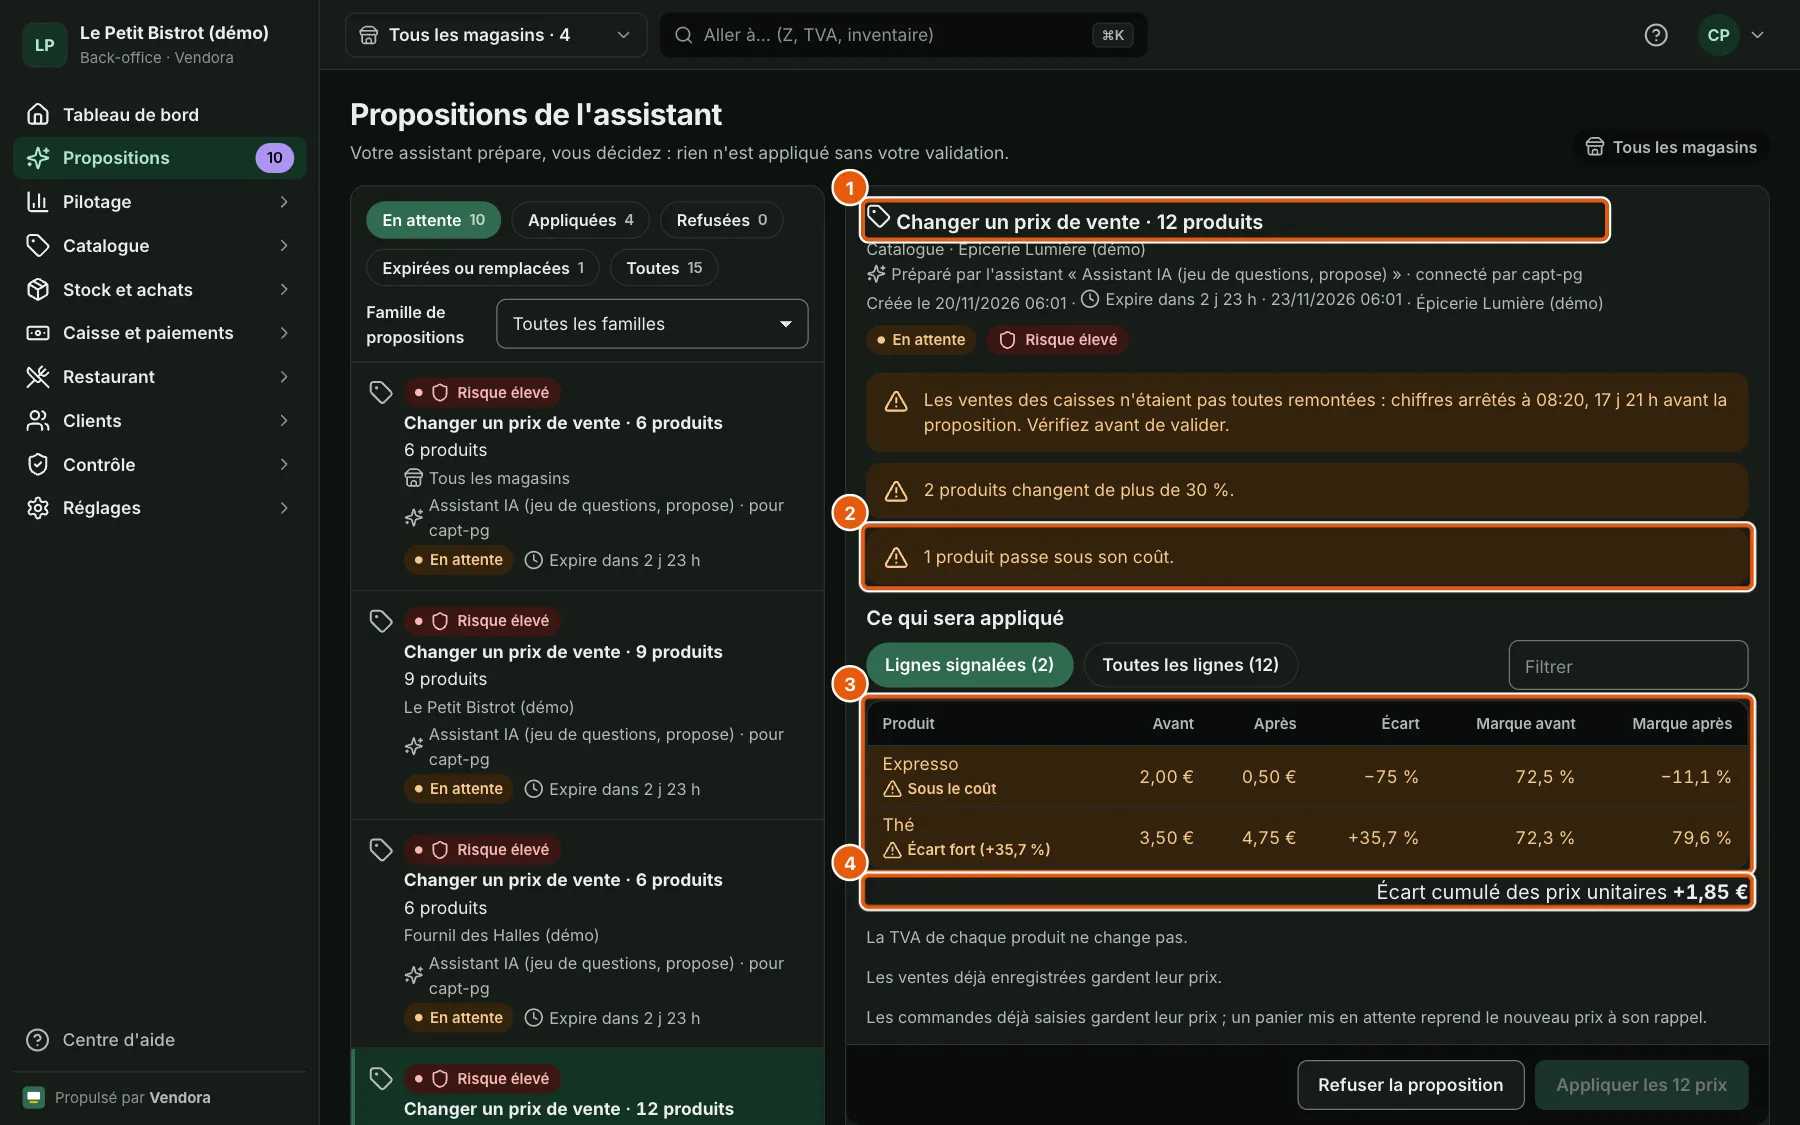 LP
Le Petit Bistrot (démo)
Back-office · Vendora
Tous les magasins · 4
Aller à... (Z, TVA, inventaire)
⌘K
CP
Tableau de bord
Propositions
10
Pilotage
Catalogue
Stock et achats
Caisse et paiements
Restaurant
Clients
Contrôle
Réglages
Centre d'aide
Propulsé par Vendora
Propositions de l'assistant
Votre assistant prépare, vous décidez : rien n'est appliqué sans votre validation.
Tous les magasins
En attente 10
Appliquées 4
Refusées 0
Expirées ou remplacées 1
Toutes 15
Famille de
propositions
Toutes les familles
Risque élevé
Changer un prix de vente · 6 produits
6 produits
Tous les magasins
Assistant IA (jeu de questions, propose) · pour
capt-pg
En attente
Expire dans 2 j 23 h
Risque élevé
Changer un prix de vente · 9 produits
9 produits
Le Petit Bistrot (démo)
Assistant IA (jeu de questions, propose) · pour
capt-pg
En attente
Expire dans 2 j 23 h
Risque élevé
Changer un prix de vente · 6 produits
6 produits
Fournil des Halles (démo)
Assistant IA (jeu de questions, propose) · pour
capt-pg
En attente
Expire dans 2 j 23 h
Risque élevé
Changer un prix de vente · 12 produits
1
Changer un prix de vente · 12 produits
Catalogue · Épicerie Lumière (démo)
Préparé par l'assistant « Assistant IA (jeu de questions, propose) » · connecté par capt-pg
Créée le 20/11/2026 06:01 · Expire dans 2 j 23 h · 23/11/2026 06:01 · Épicerie Lumière (démo)
En attente
Risque élevé
Les ventes des caisses n'étaient pas toutes remontées : chiffres arrêtés à 08:20, 17 j 21 h avant la
proposition. Vérifiez avant de valider.
2 produits changent de plus de 30 %.
2
1 produit passe sous son coût.
Ce qui sera appliqué
Lignes signalées (2)
Toutes les lignes (12)
Filtrer
3
Produit Avant Après Écart Marque avant Marque après
Expresso 2,00 € 0,50 € −75 % 72,5 % −11,1 %
Sous le coût
Thé 3,50 € 4,75 € +35,7 % 72,3 % 79,6 %
Écart fort (+35,7 %)
4
Écart cumulé des prix unitaires +1,85 €
La TVA de chaque produit ne change pas.
Les ventes déjà enregistrées gardent leur prix.
Les commandes déjà saisies gardent leur prix ; un panier mis en attente reprend le nouveau prix à son rappel.
Refuser la proposition
Appliquer les 12 prix